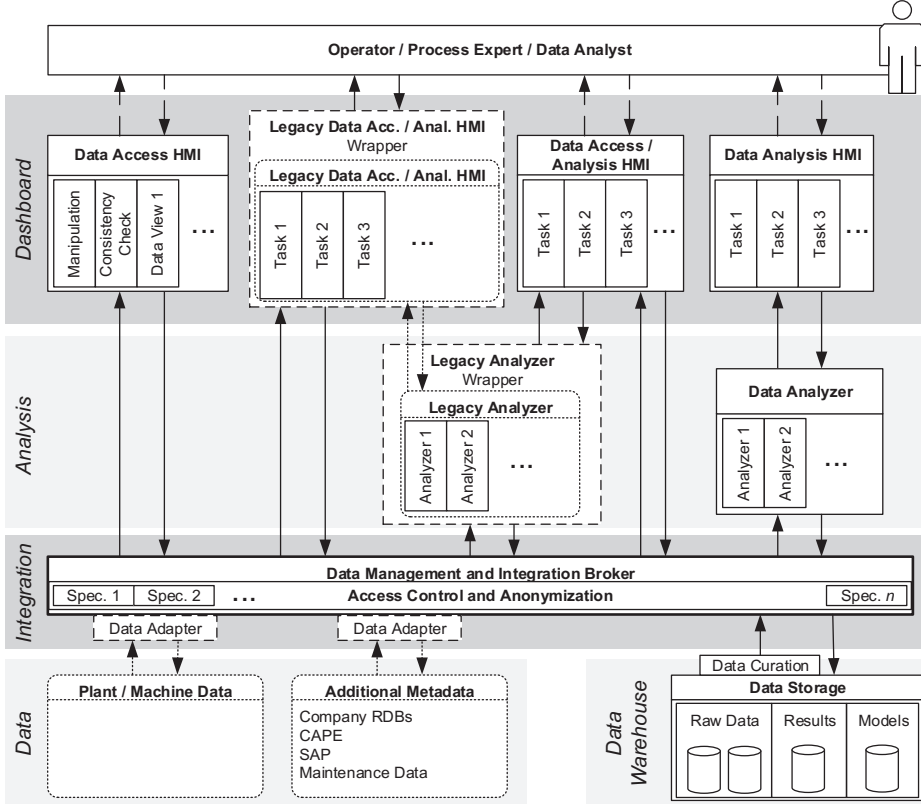 Operator / Process Expert / Data Analyst
Dashboard
Data Access HMI
Manipulation
Consistency
Check
Data View 1
...
Legacy Data Acc. / Anal. HMI
Wrapper
Legacy Data Acc. / Anal. HMI
Task 1
Task 2
Task 3
...
Data Access /
Analysis HMI
Task 1
Task 2
Task 3
...
Data Analysis HMI
Task 1
Task 2
Task 3
...
Analysis
Legacy Analyzer
Wrapper
Legacy Analyzer
Analyzer 1
Analyzer 2
...
Data Analyzer
Analyzer 1
Analyzer 2
...
Integration
Data Management and Integration Broker
Spec. 1
Spec. 2
...
Access Control and Anonymization
Spec. n
Data Adapter
Data Adapter
Data
Plant / Machine Data
Additional Metadata
Company RDBs
CAPE
SAP
Maintenance Data
Data
Warehouse
Data Curation
Data Storage
Raw Data
Results
Models